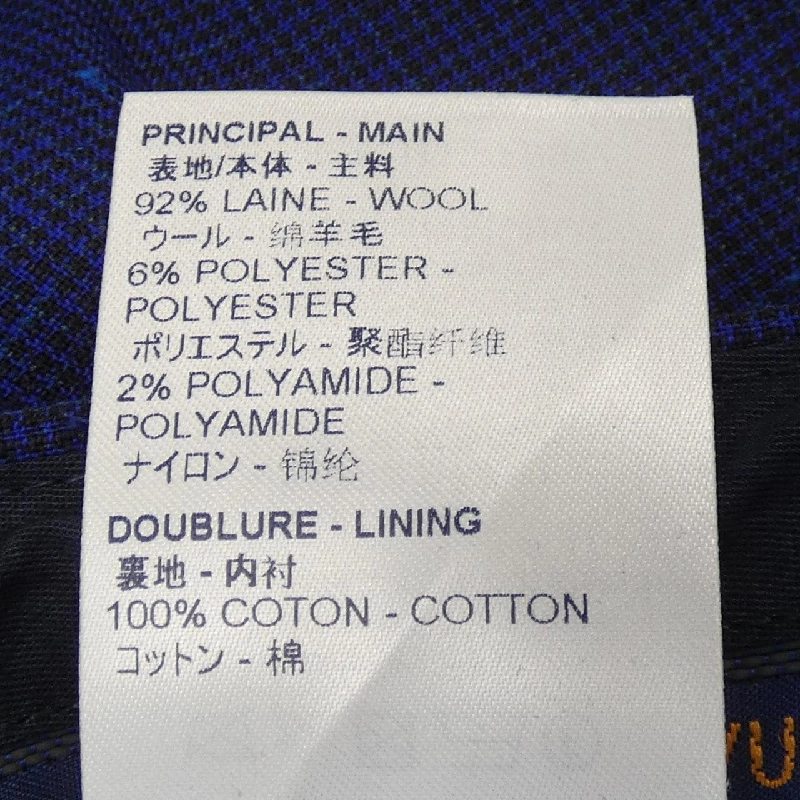 PRINCIPAL - MAIN
表地/本体 - 主料
92% LAINE - WOOL
ウール - 绵羊毛
6% POLYESTER -
POLYESTER
ポリエステル - 聚酯纤维
2% POLYAMIDE -
POLYAMIDE
ナイロン - 锦纶
DOUBLURE - LINING
裏地 - 内衬
100% COTON - COTTON
コットン - 棉
YU